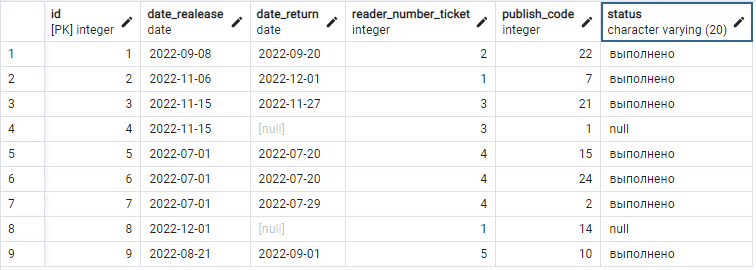 id date_realease date_return reader_number_ticket publish_code status
[PK] integer date date integer integer character varying (20)
1 1 2022-09-08 2022-09-20 2 22 выполнено
2 2 2022-11-06 2022-12-01 1 7 выполнено
3 3 2022-11-15 2022-11-27 3 21 выполнено
4 4 2022-11-15 [null] 3 1 null
5 5 2022-07-01 2022-07-20 4 15 выполнено
6 6 2022-07-01 2022-07-20 4 24 выполнено
7 7 2022-07-01 2022-07-29 4 2 выполнено
8 8 2022-12-01 [null] 1 14 null
9 9 2022-08-21 2022-09-01 5 10 выполнено